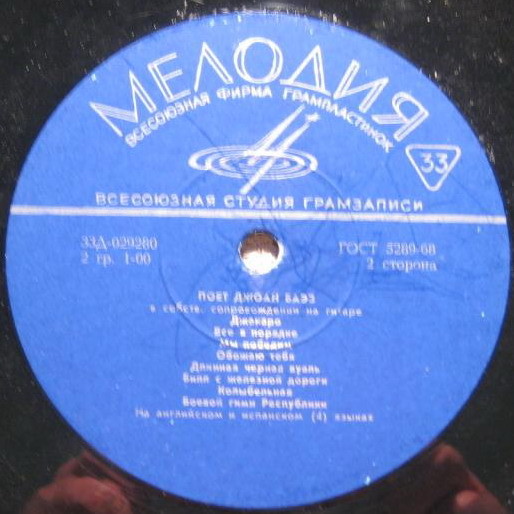 МЕЛОДИЯ
ВСЕСОЮЗНАЯ ФИРМА ГРАМПЛАСТИНОК
33
ВСЕСОЮЗНАЯ СТУДИЯ ГРАМЗАПИСИ
33Д-029280
ГОСТ 5289-68
2 гр. 1-00
2 сторона
ПОЕТ ДЖОАН БАЭЗ
в собств. сопровождении на гитаре
Джакаро
Все в порядке
Мы победим
Обожаю тебя
Длинная черная вуаль
Билл с железной дороги
Колыбельная
Боевой гимн Республики
На английском и испанском (4) языках